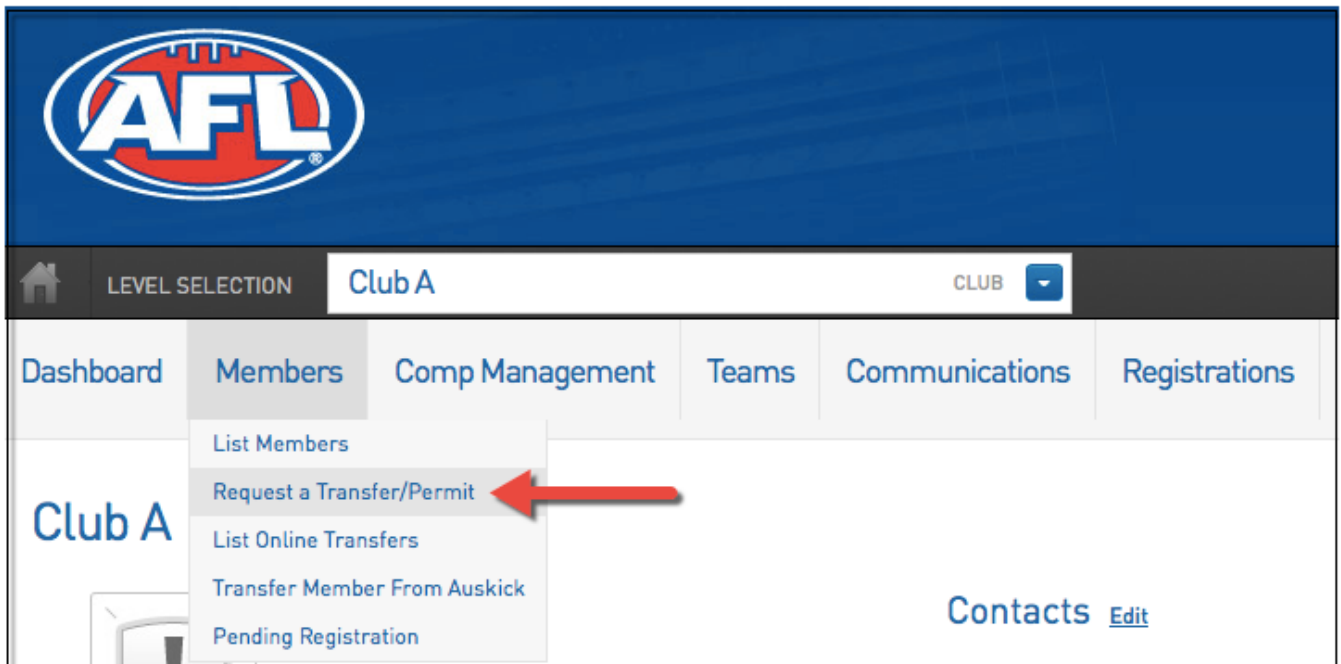 AFL®
LEVEL SELECTION Club A CLUB
Dashboard Members Comp Management Teams Communications Registrations
List Members
Request a Transfer/Permit
Club A
List Online Transfers
Transfer Member From Auskick
Contacts Edit
Pending Registration